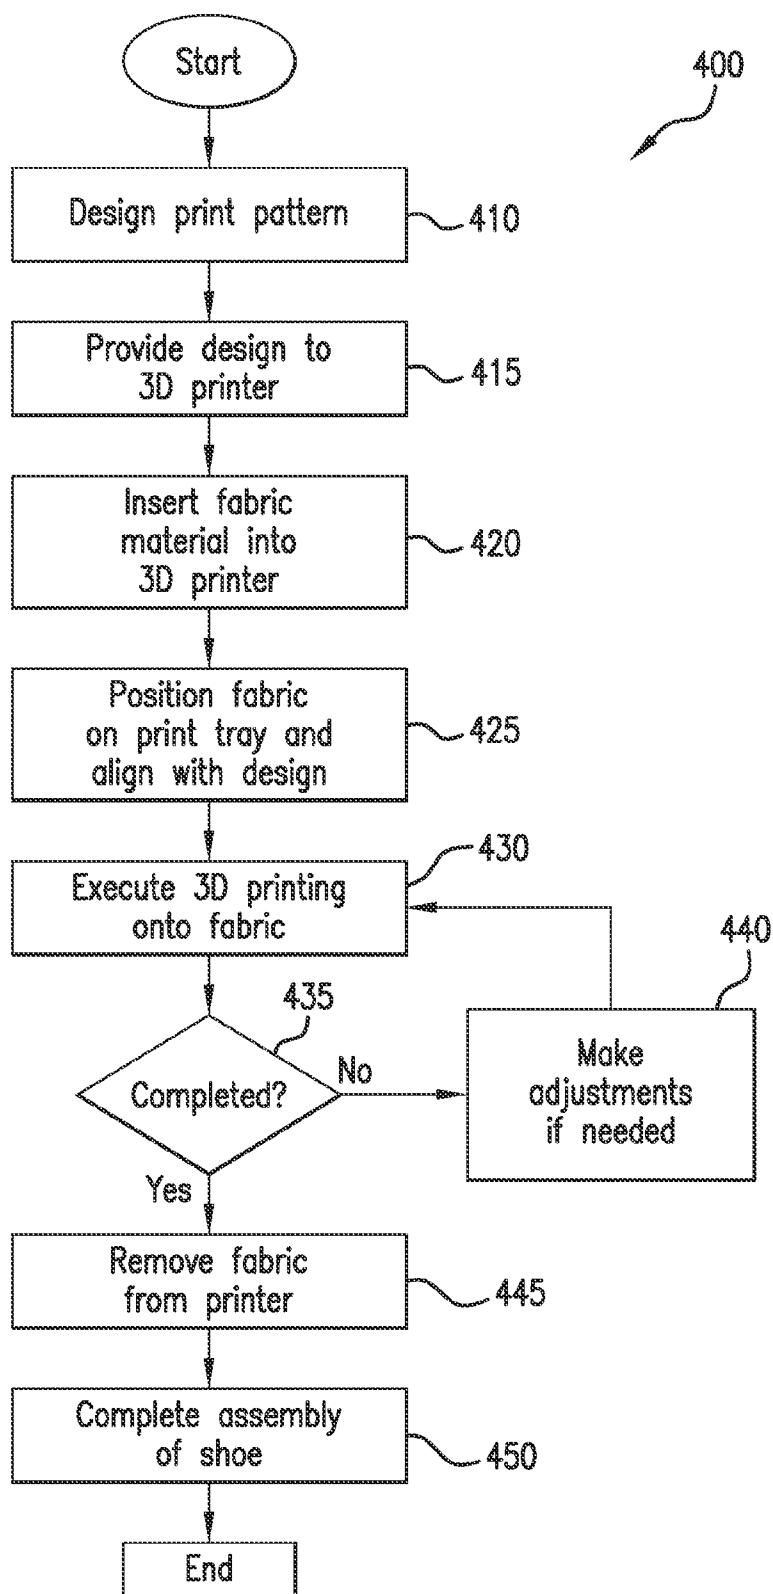 Start
400
Design print pattern
410
Provide design to
3D printer
415
Insert fabric
material into
3D printer
420
Position fabric
on print tray and
align with design
425
430
Execute 3D printing
onto fabric
440
435
Completed?
No
Make
adjustments
if needed
Yes
Remove fabric
from printer
445
Complete assembly
of shoe
450
End